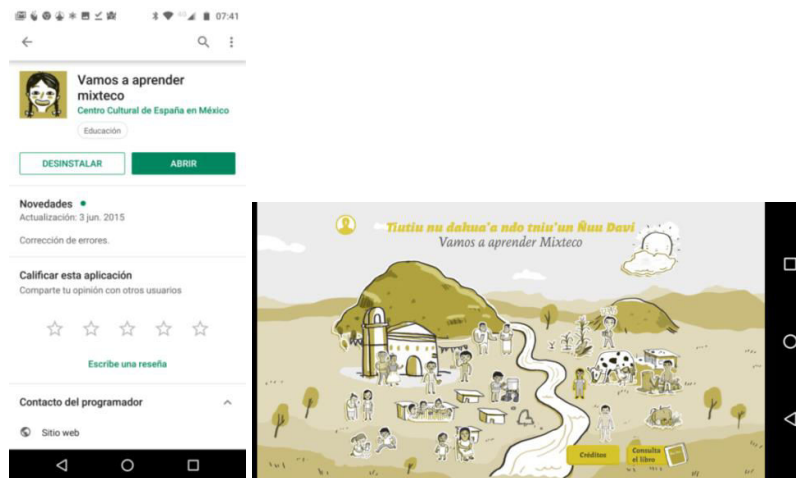 07:41
Vamos a aprender
mixteco
Centro Cultural de España en México
Educación
DESINSTALAR
ABRIR
Novedades
Actualización: 3 jun. 2015
Corrección de errores.
Calificar esta aplicación
Comparte tu opinión con otros usuarios
Escribe una reseña
Contacto del programador
Sitio web
Tiutiu nu dahua'a ndo tniu'un Ñuu Davi
Vamos a aprender Mixteco
Créditos
Consulta
el libro